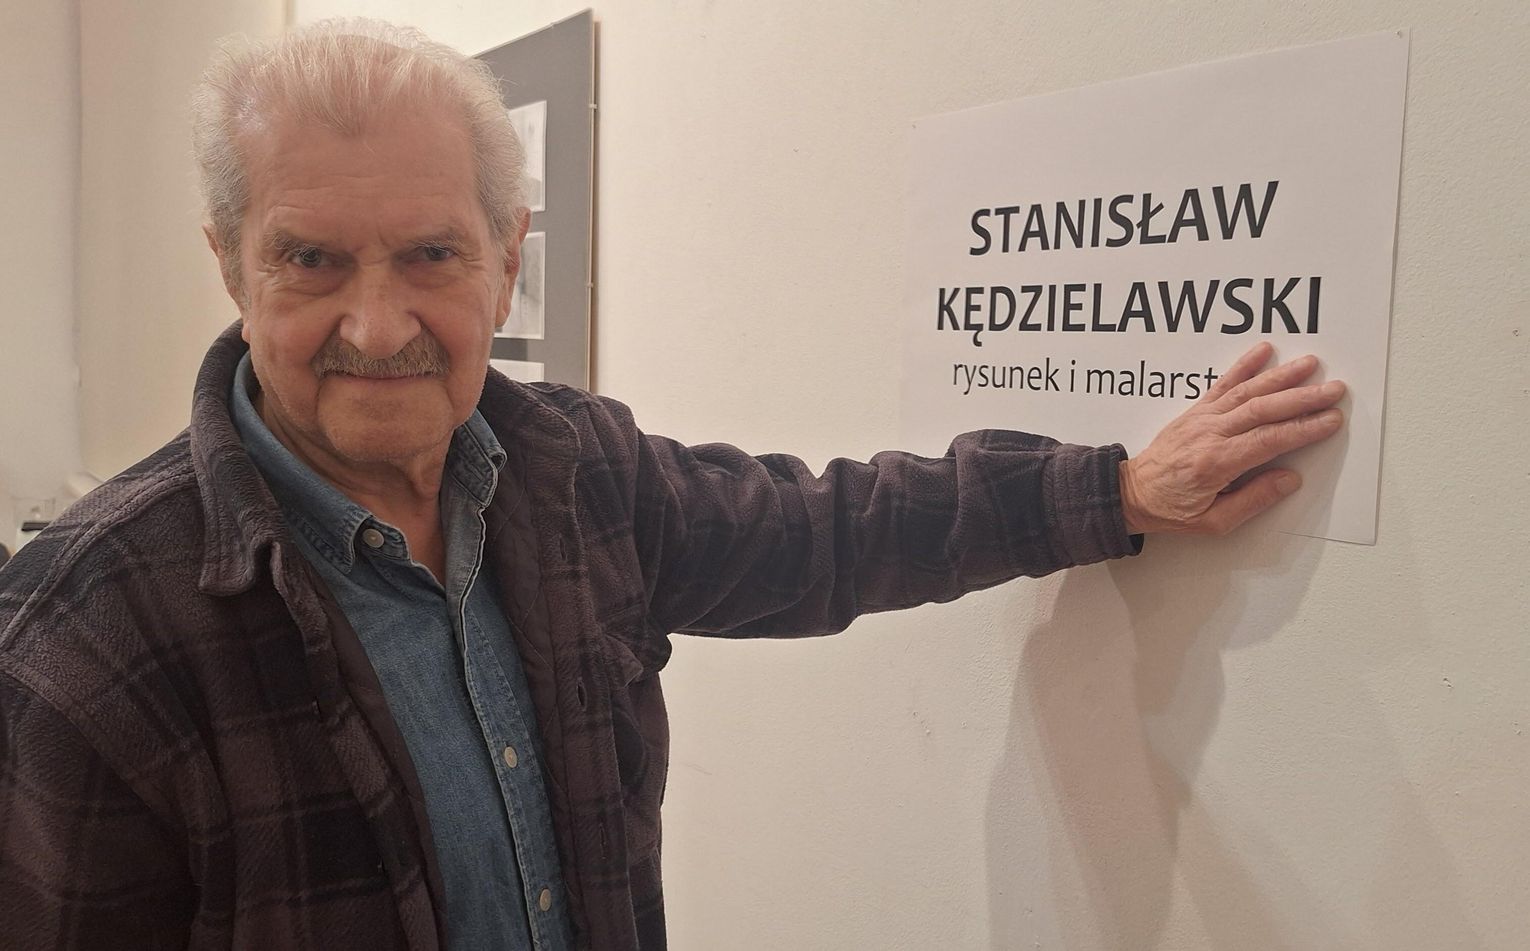 STANISŁAW
KĘDZIELAWSKI
rysunek i